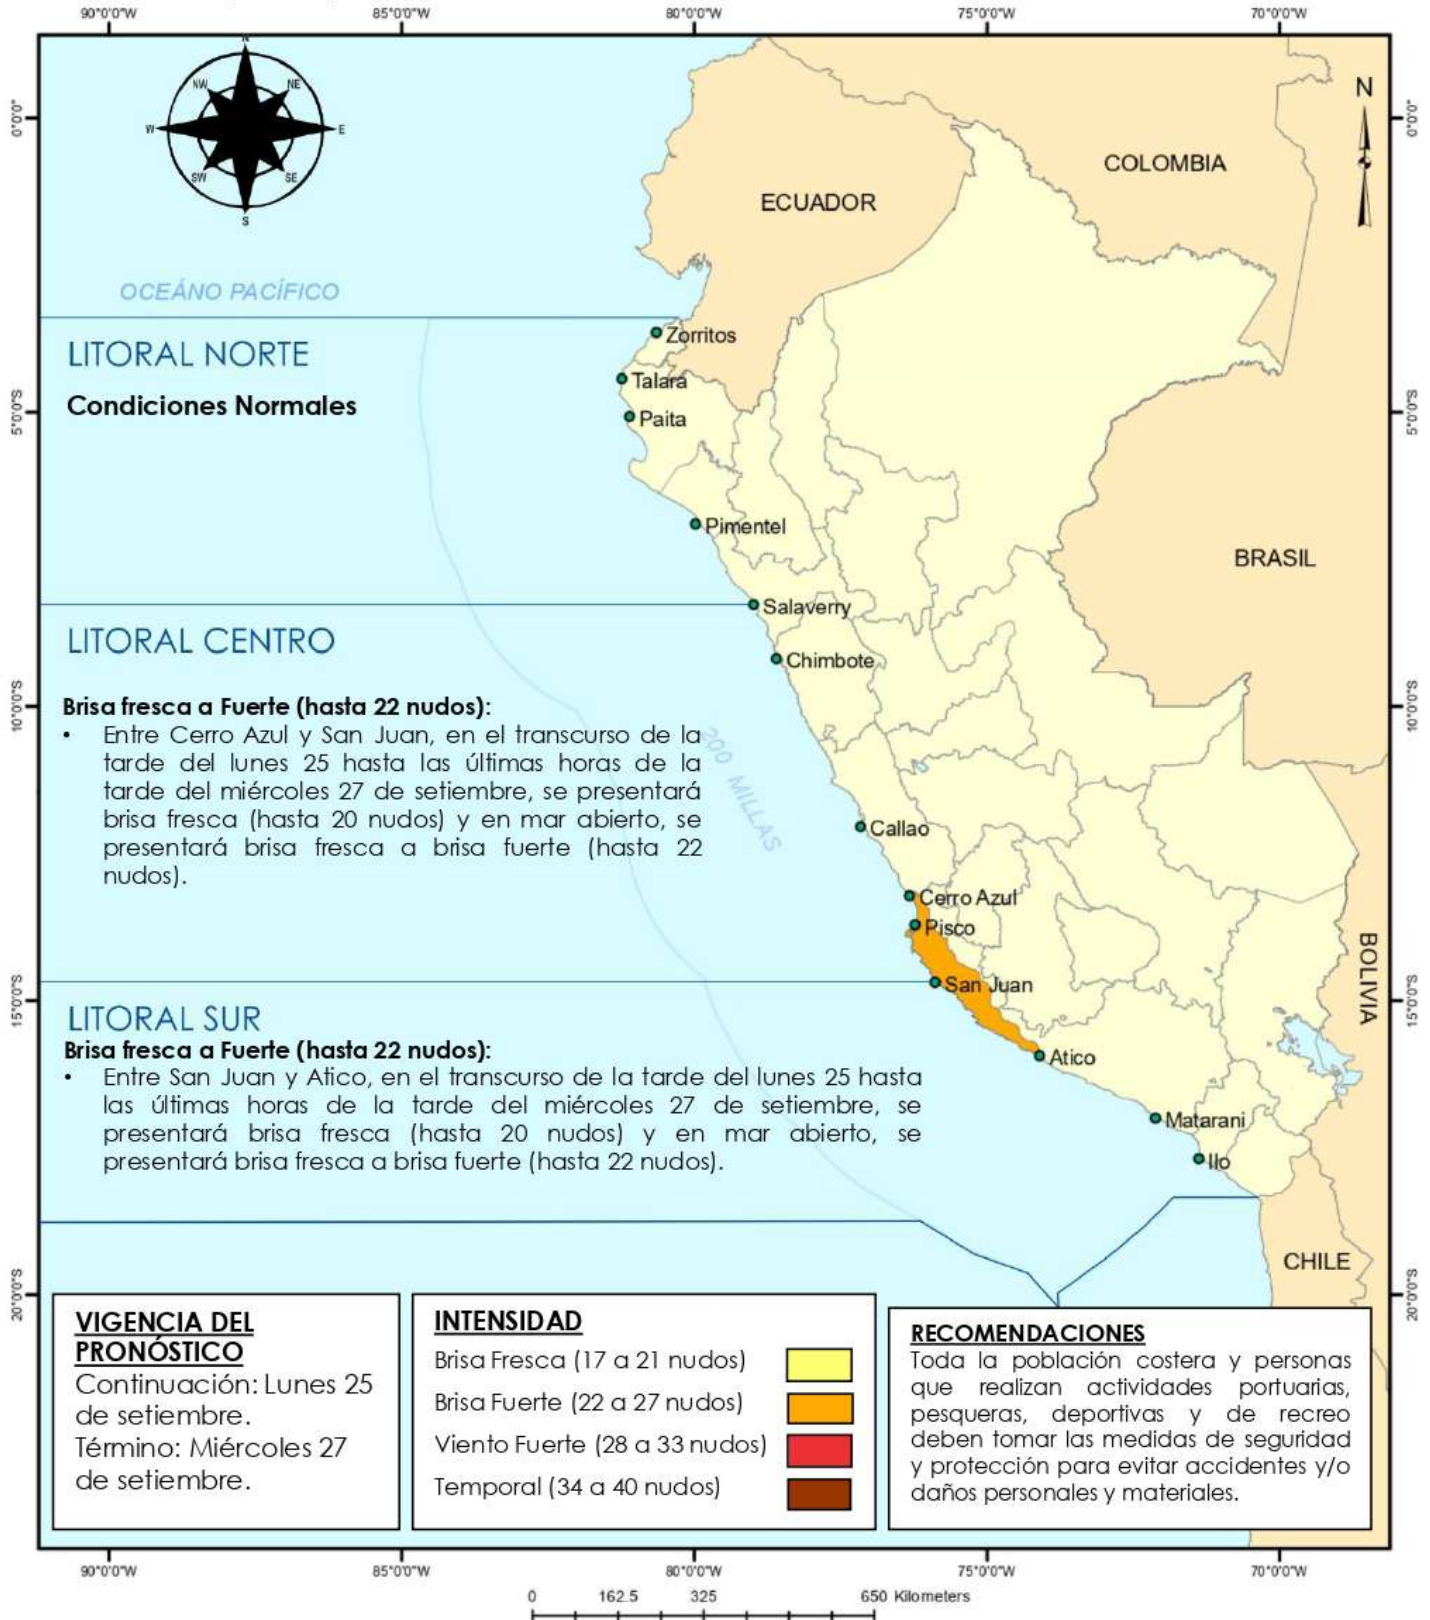 90°0'0"W 85°0'0"W 80°0'0"W 75°0'0"W 70°0'0"W
N
NW NE
W E
SW SE
S
N
0°0'0"
0°0'0"
COLOMBIA
ECUADOR
OCEÁNO PACÍFICO
Zorritos
LITORAL NORTE
Talara
Condiciones Normales
Paita
5°0'0"S
5°0'0"S
Pimentel
BRASIL
Salaverry
LITORAL CENTRO
Chimbote
10°0'0"S
10°0'0"S
Brisa fresca a Fuerte (hasta 22 nudos):
• Entre Cerro Azul y San Juan, en el transcurso de la
tarde del lunes 25 hasta las últimas horas de la
tarde del miércoles 27 de setiembre, se presentará
brisa fresca (hasta 20 nudos) y en mar abierto, se
presentará brisa fresca a brisa fuerte (hasta 22
nudos).
200 MILLAS
Callao
Cerro Azul
Pisco
BOLIVIA
San Juan
15°0'0"S
15°0'0"S
LITORAL SUR
Brisa fresca a Fuerte (hasta 22 nudos):
• Entre San Juan y Atico, en el transcurso de la tarde del lunes 25 hasta
las últimas horas de la tarde del miércoles 27 de setiembre, se
presentará brisa fresca (hasta 20 nudos) y en mar abierto, se
presentará brisa fresca a brisa fuerte (hasta 22 nudos).
Atico
Matarani
Ilo
CHILE
20°0'0"S
20°0'0"S
VIGENCIA DEL
PRONÓSTICO
Continuación: Lunes 25
de setiembre.
Término: Miércoles 27
de setiembre.
INTENSIDAD
Brisa Fresca (17 a 21 nudos)
Brisa Fuerte (22 a 27 nudos)
Viento Fuerte (28 a 33 nudos)
Temporal (34 a 40 nudos)
RECOMENDACIONES
Toda la población costera y personas
que realizan actividades portuarias,
pesqueras, deportivas y de recreo
deben tomar las medidas de seguridad
y protección para evitar accidentes y/o
daños personales y materiales.
90°0'0"W 85°0'0"W 80°0'0"W 75°0'0"W 70°0'0"W
0 162.5 325 650 Kilometers